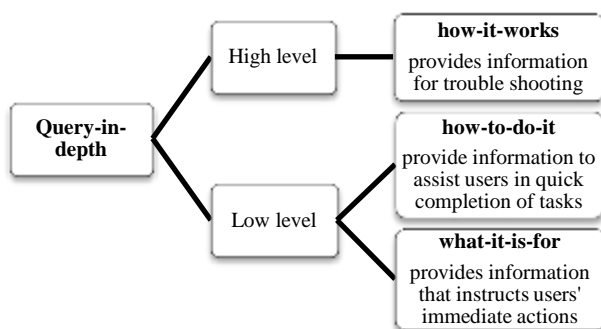 Query-in-
depth
High level
Low level
how-it-works
provides information
for trouble shooting
how-to-do-it
provide information to
assist users in quick
completion of tasks
what-it-is-for
provides information
that instructs users'
immediate actions